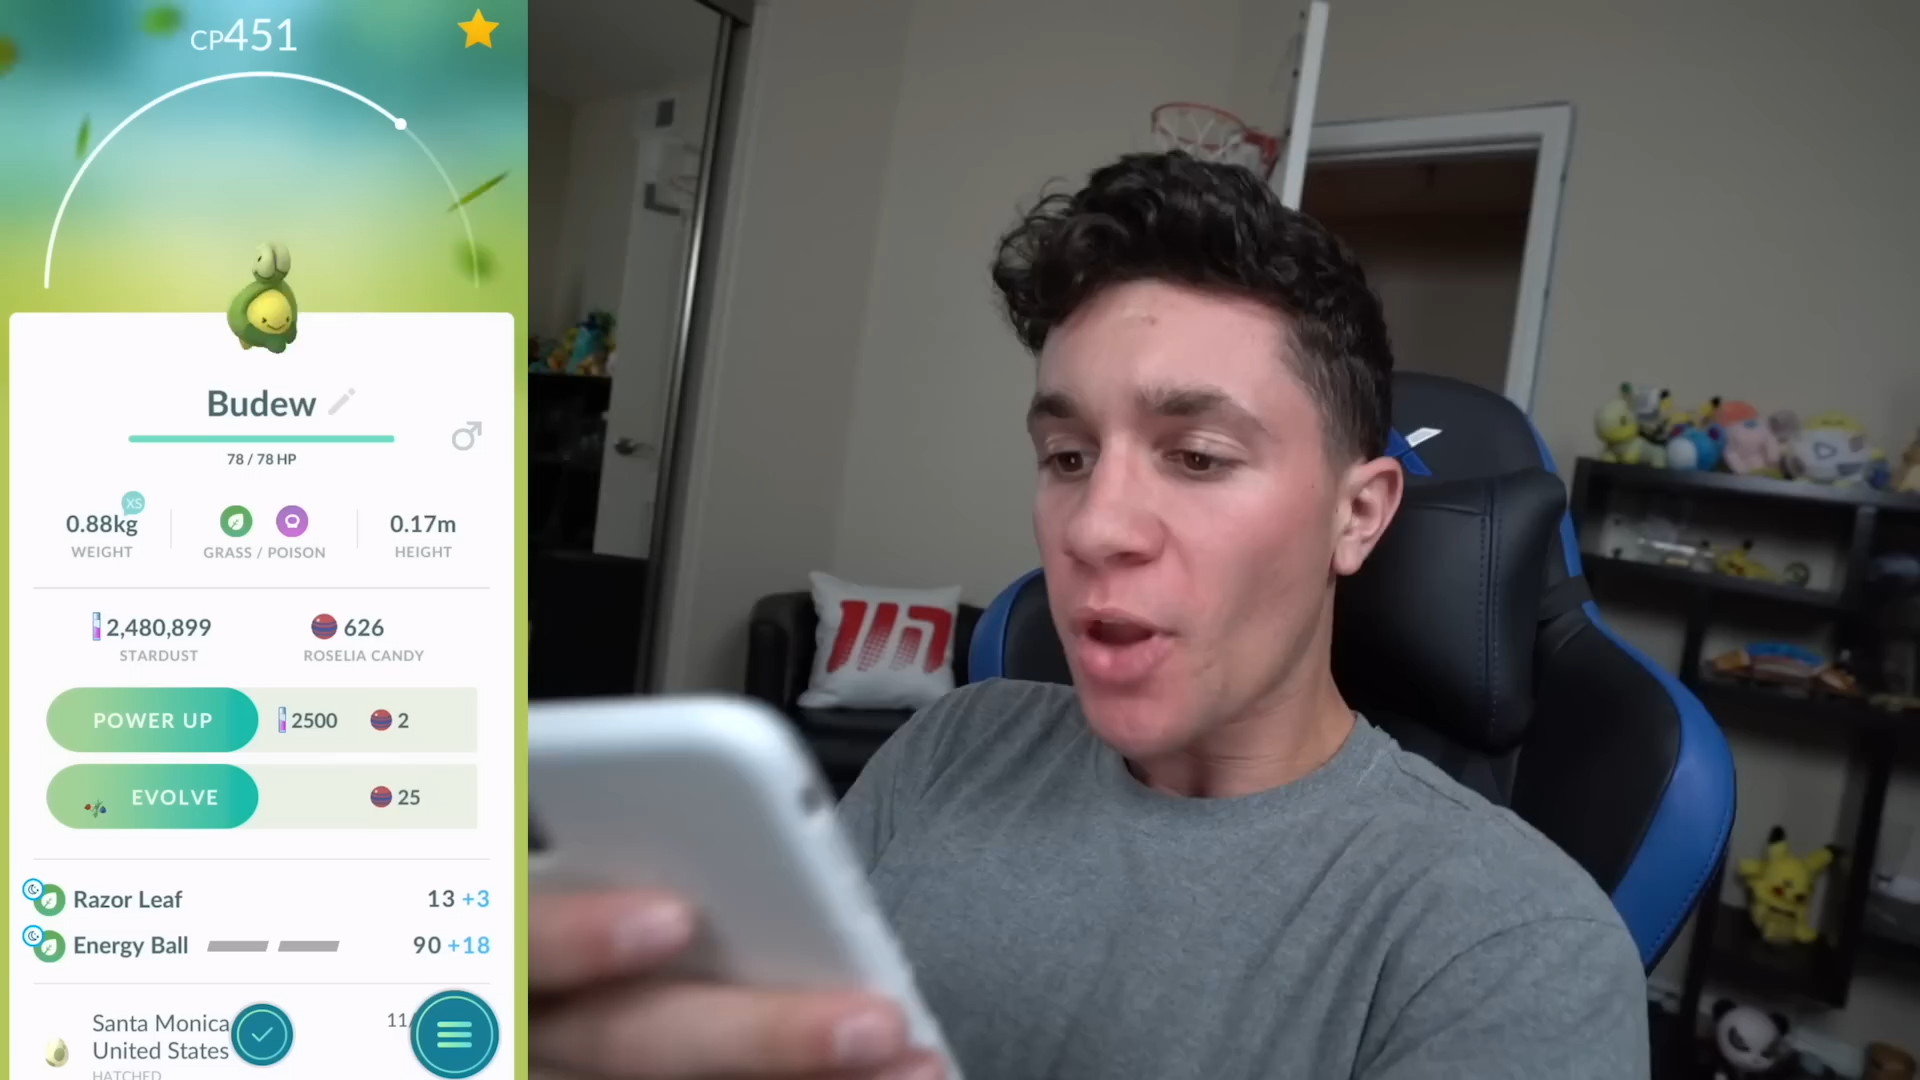 CP451
Budew
78 / 78 HP
XS
0.88kg
WEIGHT
GRASS / POISON
0.17m
HEIGHT
2,480,899
STARDUST
626
ROSELIA CANDY
POWER UP 2500 2
EVOLVE 25
Razor Leaf 13 +3
Energy Ball 90 +18
Santa Monica 11/
United States
HATCHED